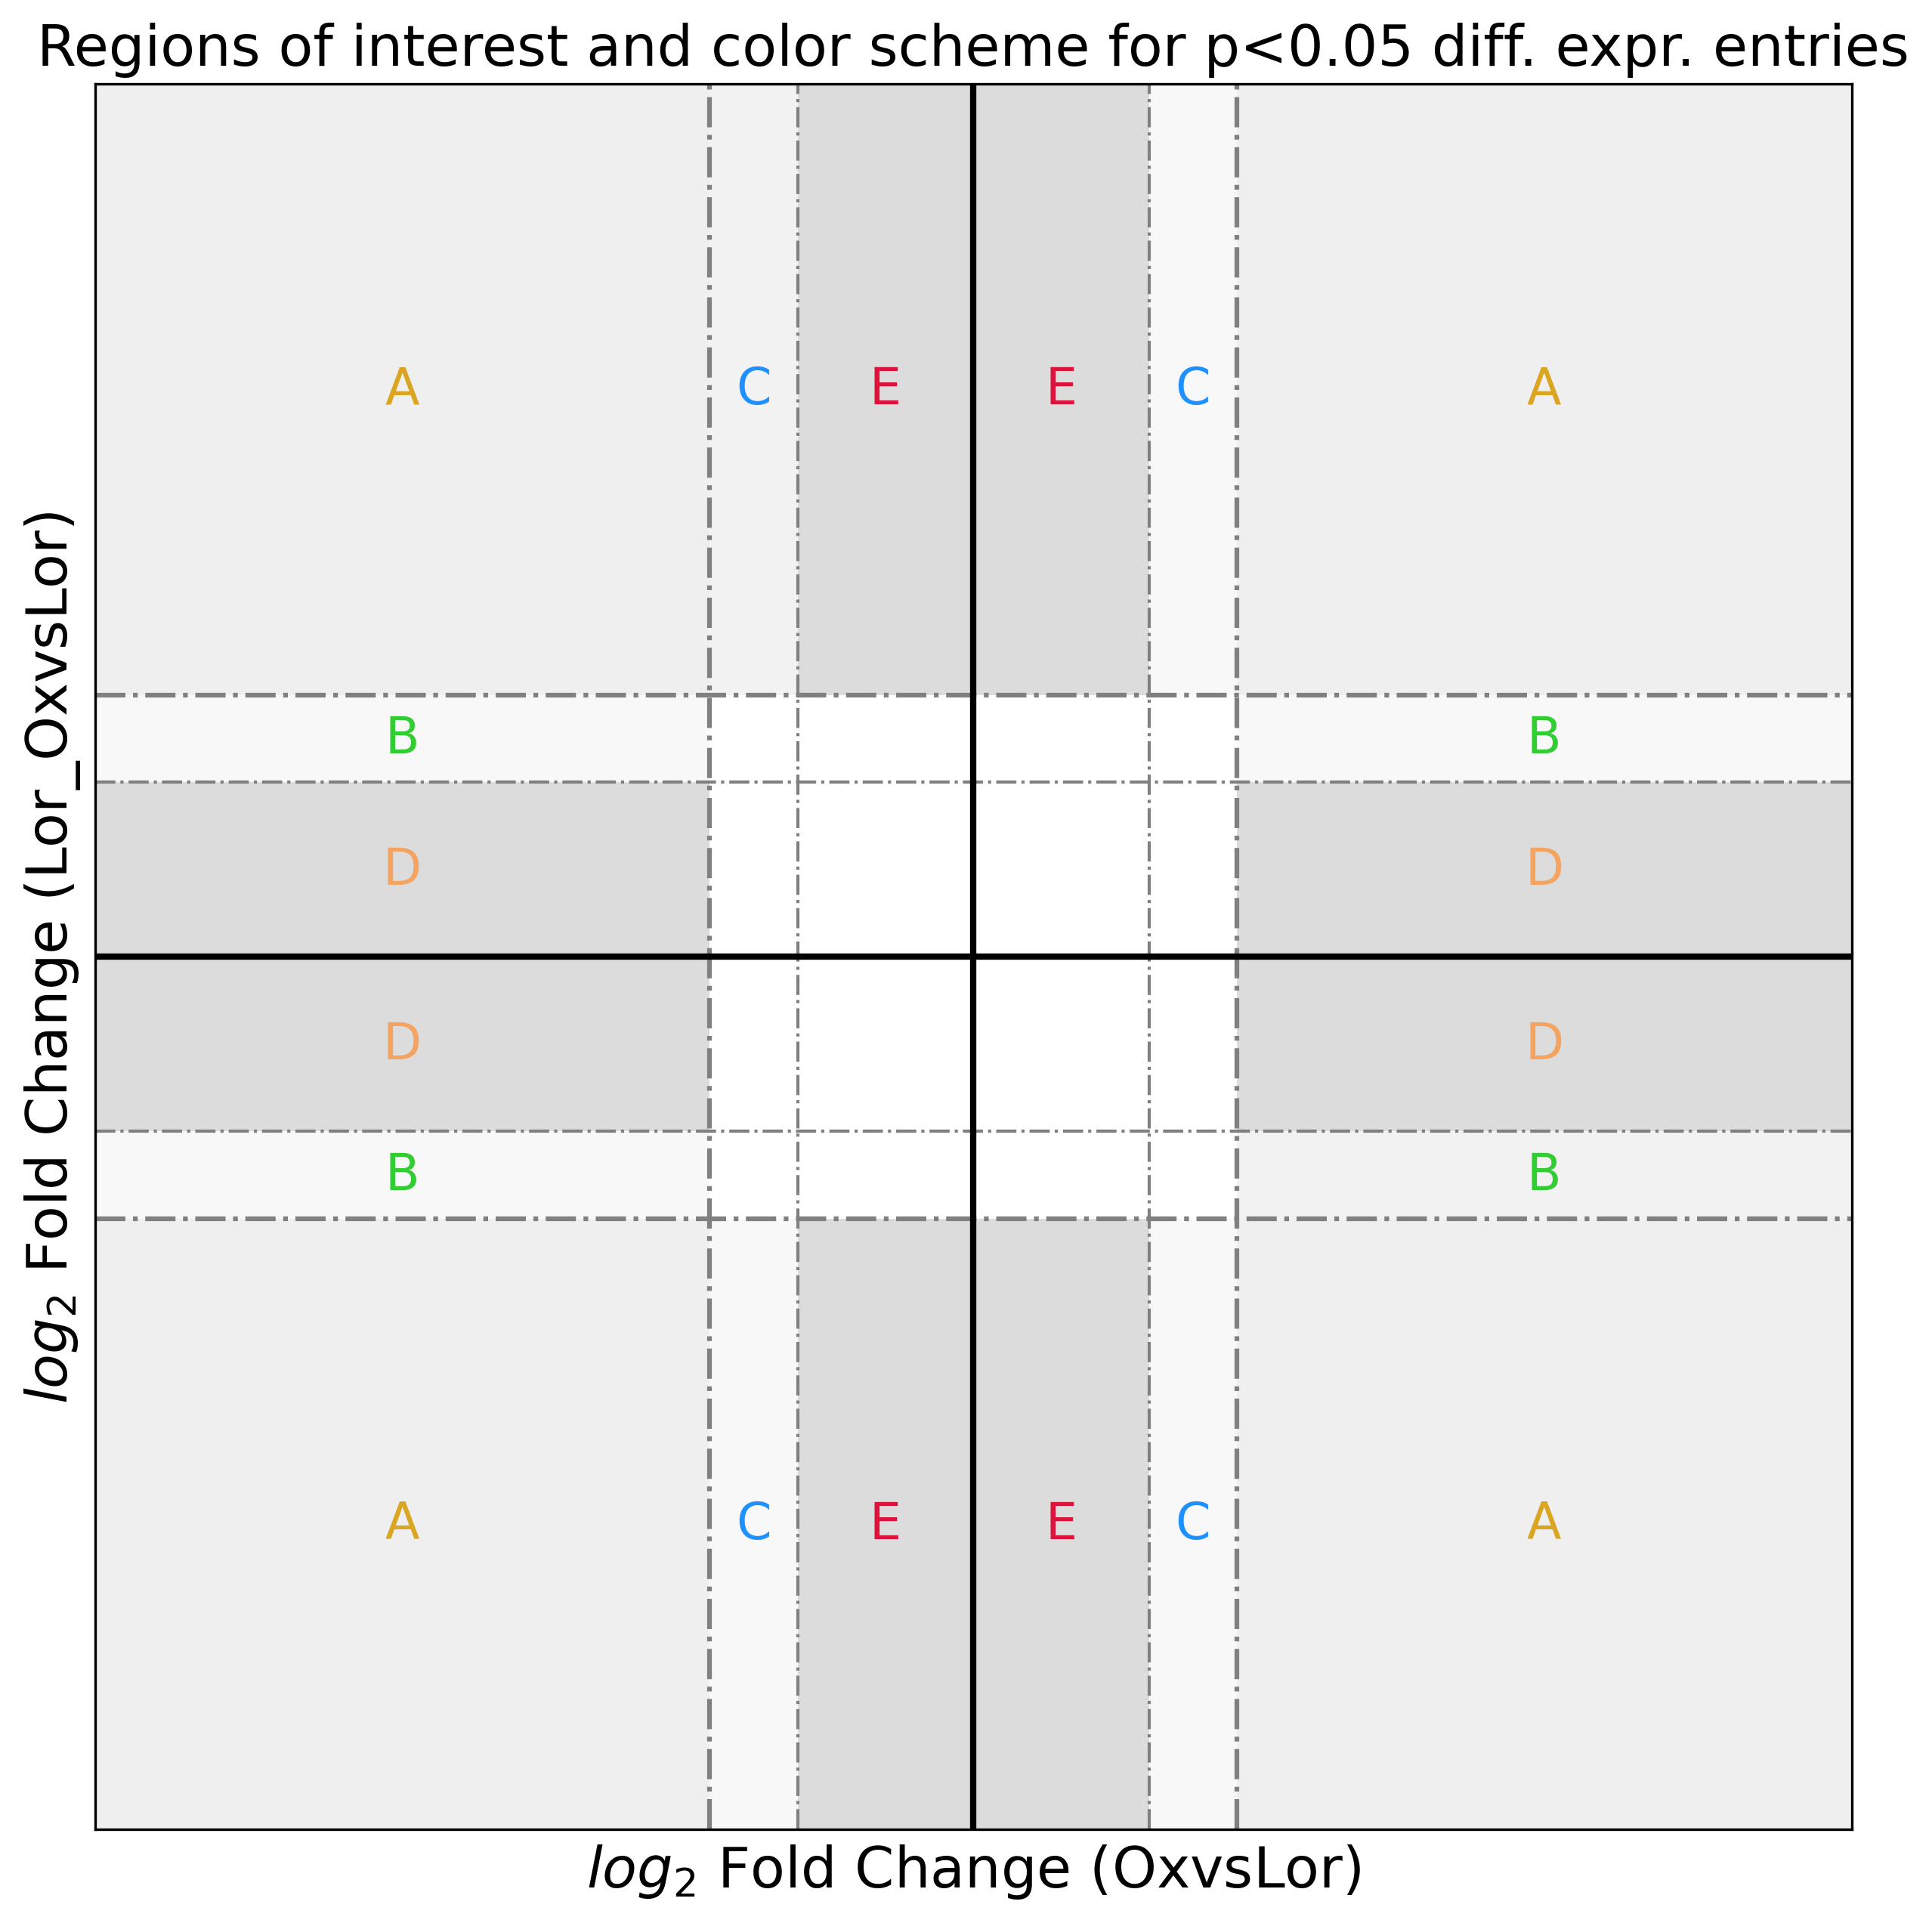 Regions of interest and color scheme for p<0.05 diff. expr. entries
A C E E C A
B B
D D
D D
B B
A C E E C A
log₂ Fold Change (Lor_OxvsLor)
log₂ Fold Change (OxvsLor)